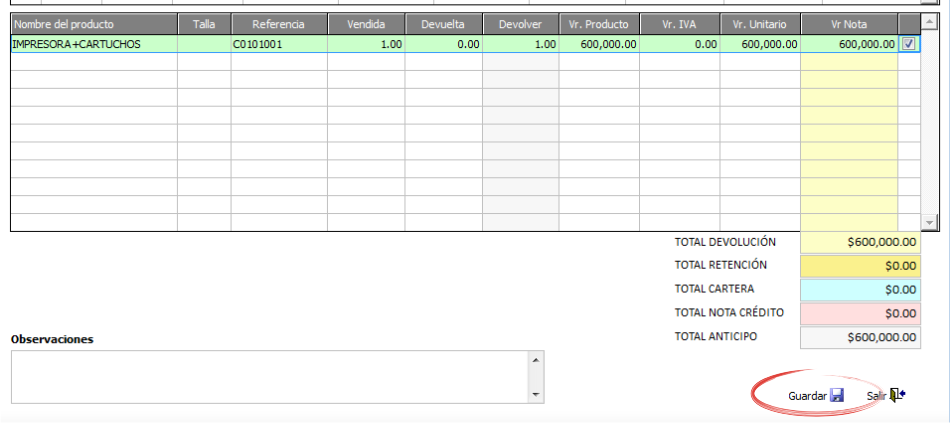 Nombre del producto Talla Referencia Vendida Devuelta Devolver Vr. Producto Vr. IVA Vr. Unitario Vr Nota
IMPRESORA+CARTUCHOS C0101001 1.00 0.00 1.00 600,000.00 0.00 600,000.00 600,000.00
TOTAL DEVOLUCIÓN $600,000.00
TOTAL RETENCIÓN $0.00
TOTAL CARTERA $0.00
TOTAL NOTA CRÉDITO $0.00
TOTAL ANTICIPO $600,000.00
Observaciones
Guardar Salir